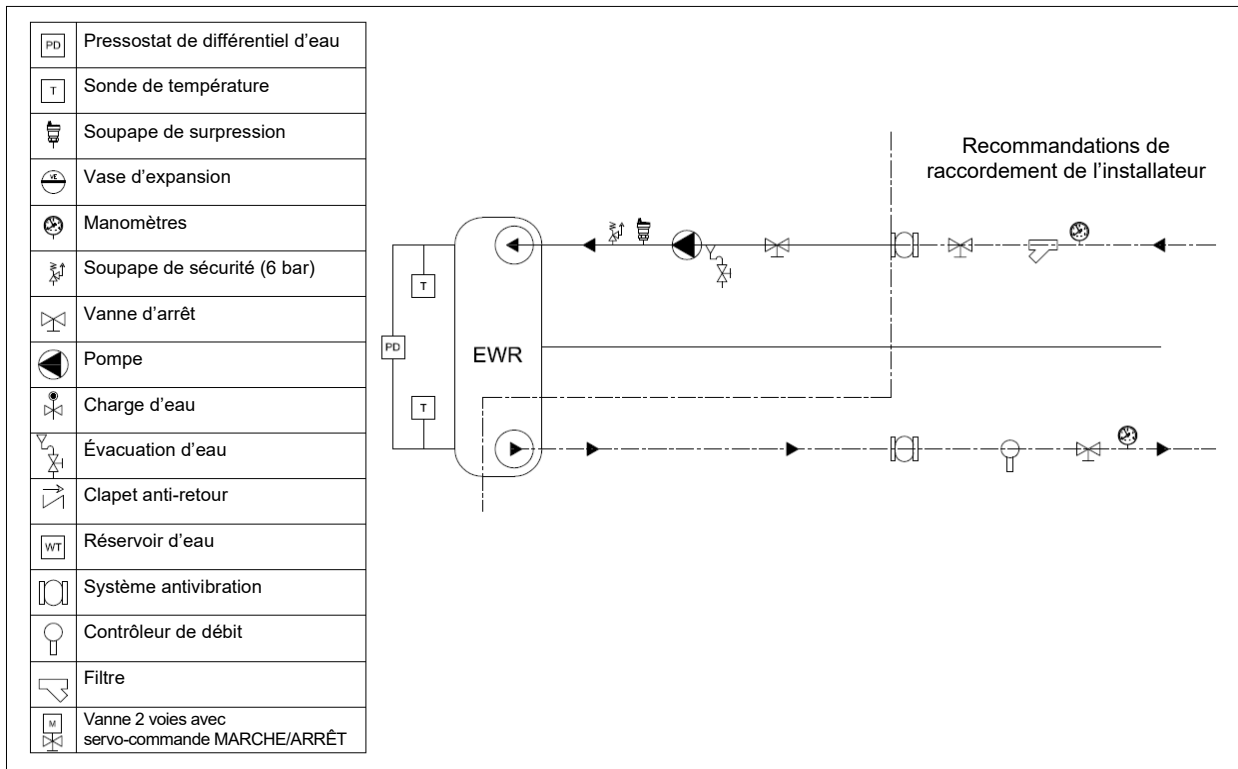 PD Pressostat de différentiel d'eau
T Sonde de température
Soupape de surpression
VE Vase d'expansion
Manomètres
Soupape de sécurité (6 bar)
Vanne d'arrêt
Pompe
Charge d'eau
Évacuation d'eau
Clapet anti-retour
WT Réservoir d'eau
Système antivibration
Contrôleur de débit
Filtre
M Vanne 2 voies avec
servo-commande MARCHE/ARRÊT
Recommandations de
raccordement de l'installateur
T
PD
EWR
T